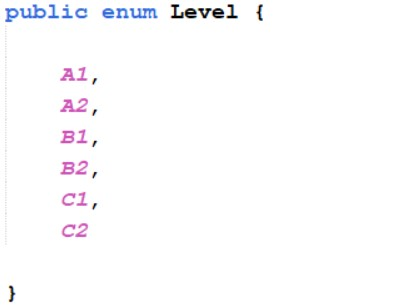 public enum Level {
A1,
A2,
B1,
B2,
C1,
C2
}